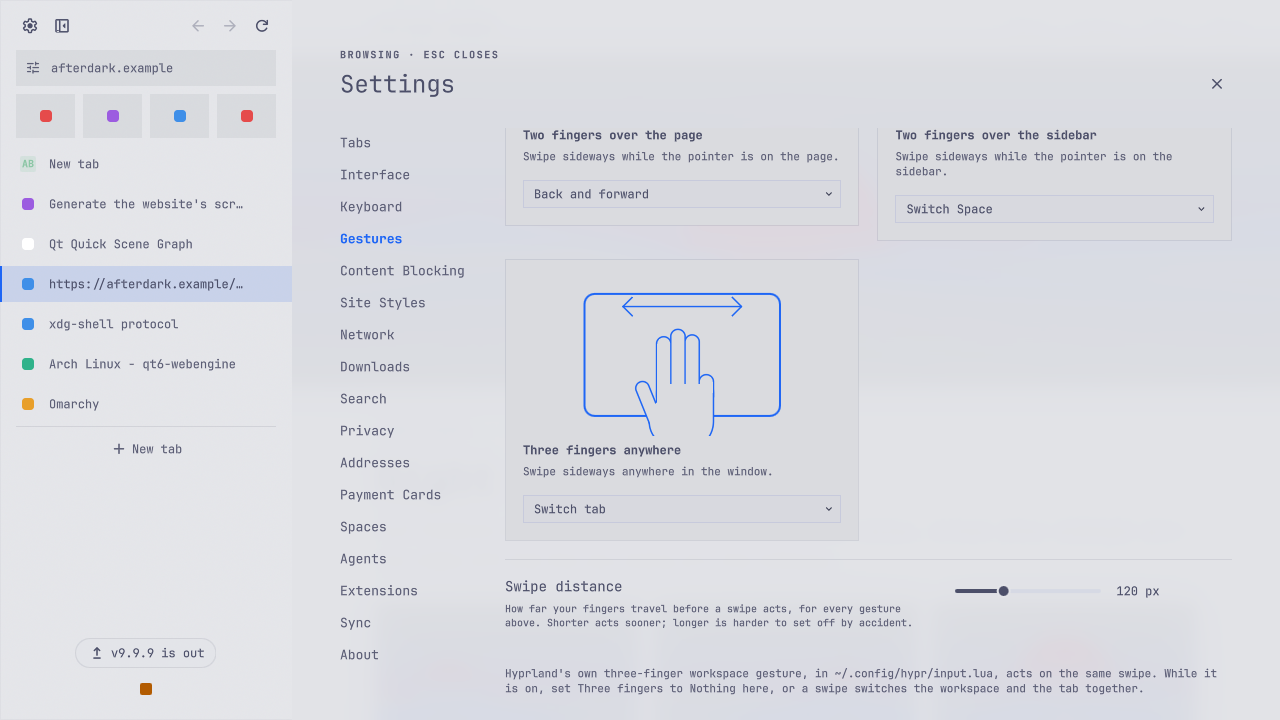 afterdark.example
AB New tab
Generate the website's scr…
Qt Quick Scene Graph
https://afterdark.example/…
xdg-shell protocol
Arch Linux - qt6-webengine
Omarchy
+ New tab
v9.9.9 is out
BROWSING · ESC CLOSES
Settings
Tabs
Interface
Keyboard
Gestures
Content Blocking
Site Styles
Network
Downloads
Search
Privacy
Addresses
Payment Cards
Spaces
Agents
Extensions
Sync
About
Two fingers over the page
Swipe sideways while the pointer is on the page.
Back and forward
Two fingers over the sidebar
Swipe sideways while the pointer is on the
sidebar.
Switch Space
Three fingers anywhere
Swipe sideways anywhere in the window.
Switch tab
Swipe distance
How far your fingers travel before a swipe acts, for every gesture
above. Shorter acts sooner; longer is harder to set off by accident.
120 px
Hyprland's own three-finger workspace gesture, in ~/.config/hypr/input.lua, acts on the same swipe. While it
is on, set Three fingers to Nothing here, or a swipe switches the workspace and the tab together.